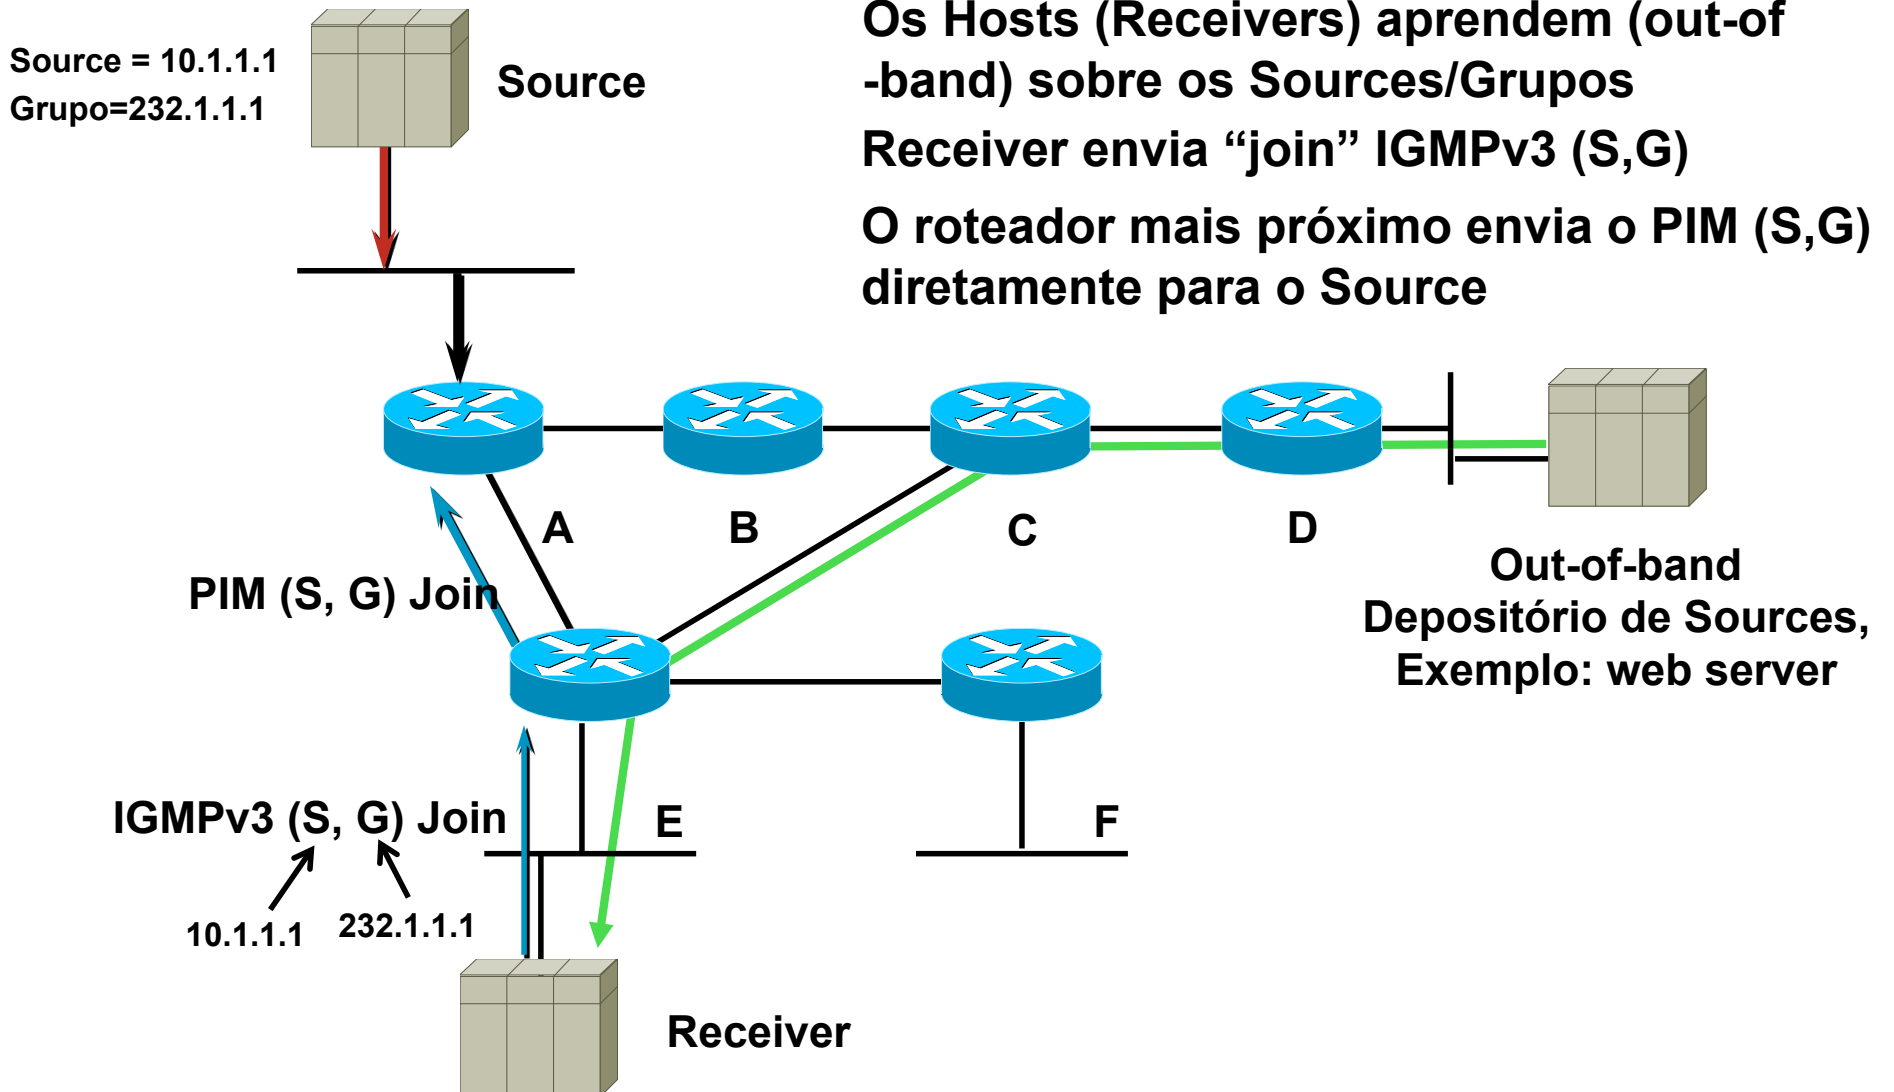 Os Hosts (Receivers) aprendem (out-of
-band) sobre os Sources/Grupos
Receiver envia “join” IGMPv3 (S,G)
O roteador mais próximo envia o PIM (S,G)
diretamente para o Source
Source = 10.1.1.1
Grupo=232.1.1.1
Source
A
B
C
D
Out-of-band
Depositório de Sources,
Exemplo: web server
PIM (S, G) Join
IGMPv3 (S, G) Join
E
F
10.1.1.1
232.1.1.1
Receiver